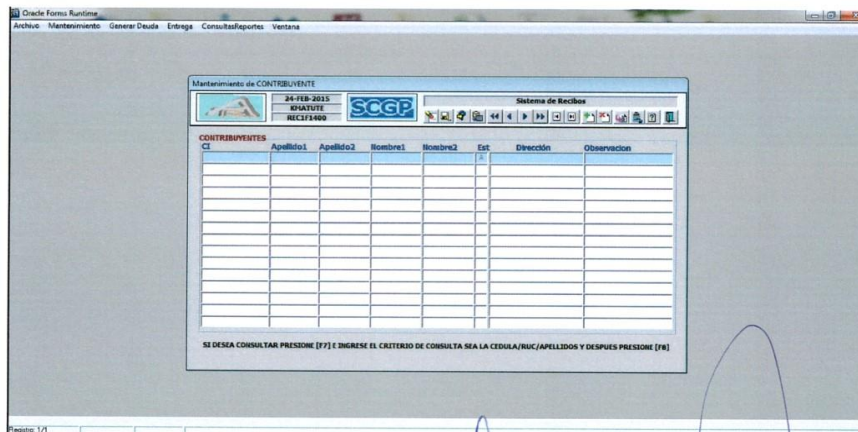 Oracle Forms Runtime
Archivo Mantenimiento Generar Deuda Entrega ConsultasReportes Ventana
Mantenimiento de CONTRIBUYENTE
24-FEB-2015
KHATUTE
REC1F1400
SCGP
Sistema de Recibos
CONTRIBUYENTES
CI Apellido1 Apellido2 Nombre1 Nombre2 Est Dirección Observacion
A
SI DESEA CONSULTAR PRESIONE [F7] E INGRESE EL CRITERIO DE CONSULTA SEA LA CEDULA/RUC/APELLIDOS Y DESPUES PRESIONE [F8]
Registro: 1/1